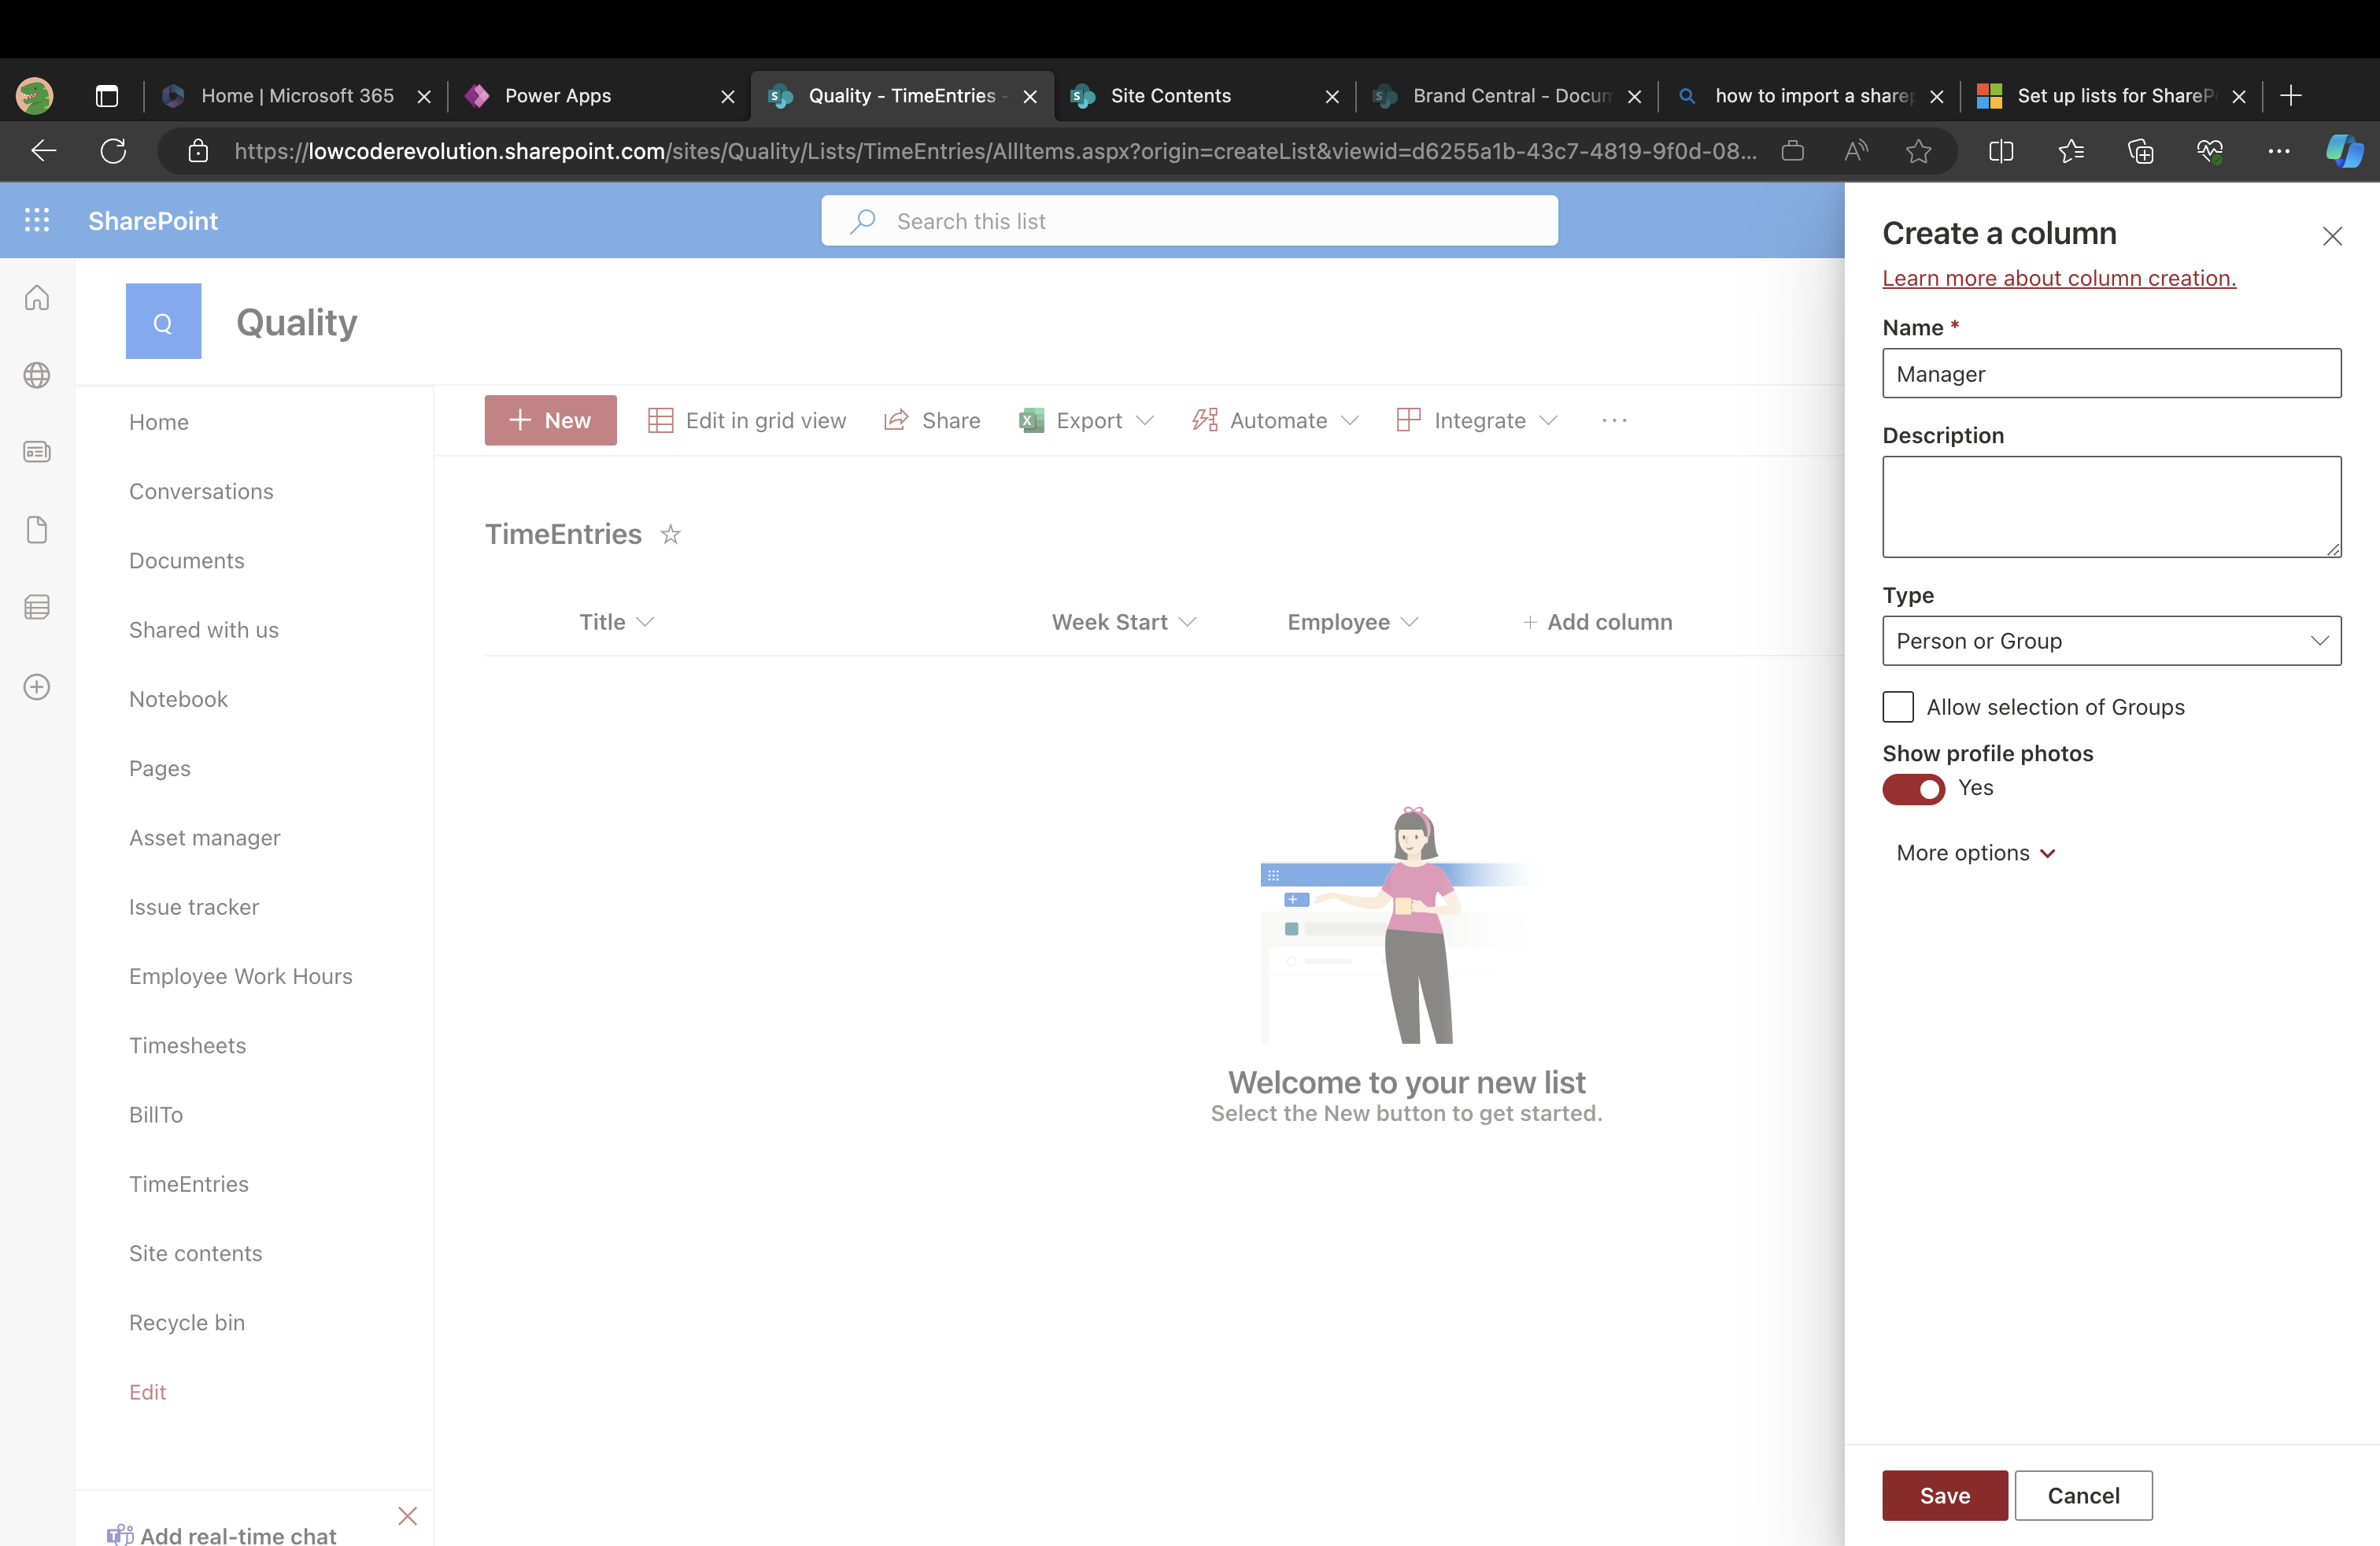 Home | Microsoft 365
Power Apps
Quality - TimeEntries -
Site Contents
Brand Central - Docum
how to import a sharep
Set up lists for ShareP
https://lowcoderevolution.sharepoint.com/sites/Quality/Lists/TimeEntries/AllItems.aspx?origin=createList&viewid=d6255a1b-43c7-4819-9f0d-08...
SharePoint
Search this list
Q
Quality
Home
Conversations
Documents
Shared with us
Notebook
Pages
Asset manager
Issue tracker
Employee Work Hours
Timesheets
BillTo
TimeEntries
Site contents
Recycle bin
Edit
Add real-time chat
New
Edit in grid view
Share
Export
Automate
Integrate
TimeEntries
Title
Week Start
Employee
+ Add column
Welcome to your new list
Select the New button to get started.
Create a column
Learn more about column creation.
Name *
Manager
Description
Type
Person or Group
Allow selection of Groups
Show profile photos
Yes
More options
Save
Cancel